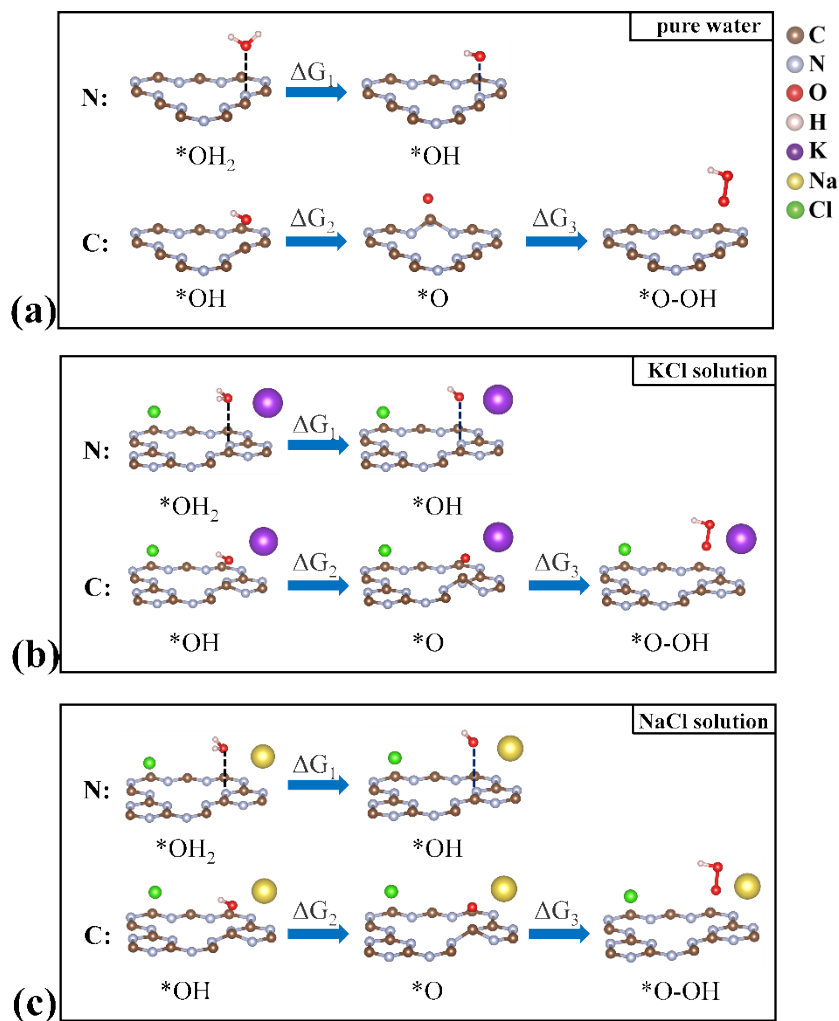 pure water
C
N
O
H
K
Na
Cl
N:
ΔG₁
*OH₂
*OH
C:
ΔG₂
ΔG₃
*OH
*O
*O-OH
(a)
KCl solution
N:
ΔG₁
*OH₂
*OH
C:
ΔG₂
ΔG₃
*OH
*O
*O-OH
(b)
NaCl solution
N:
ΔG₁
*OH₂
*OH
C:
ΔG₂
ΔG₃
*OH
*O
*O-OH
(c)